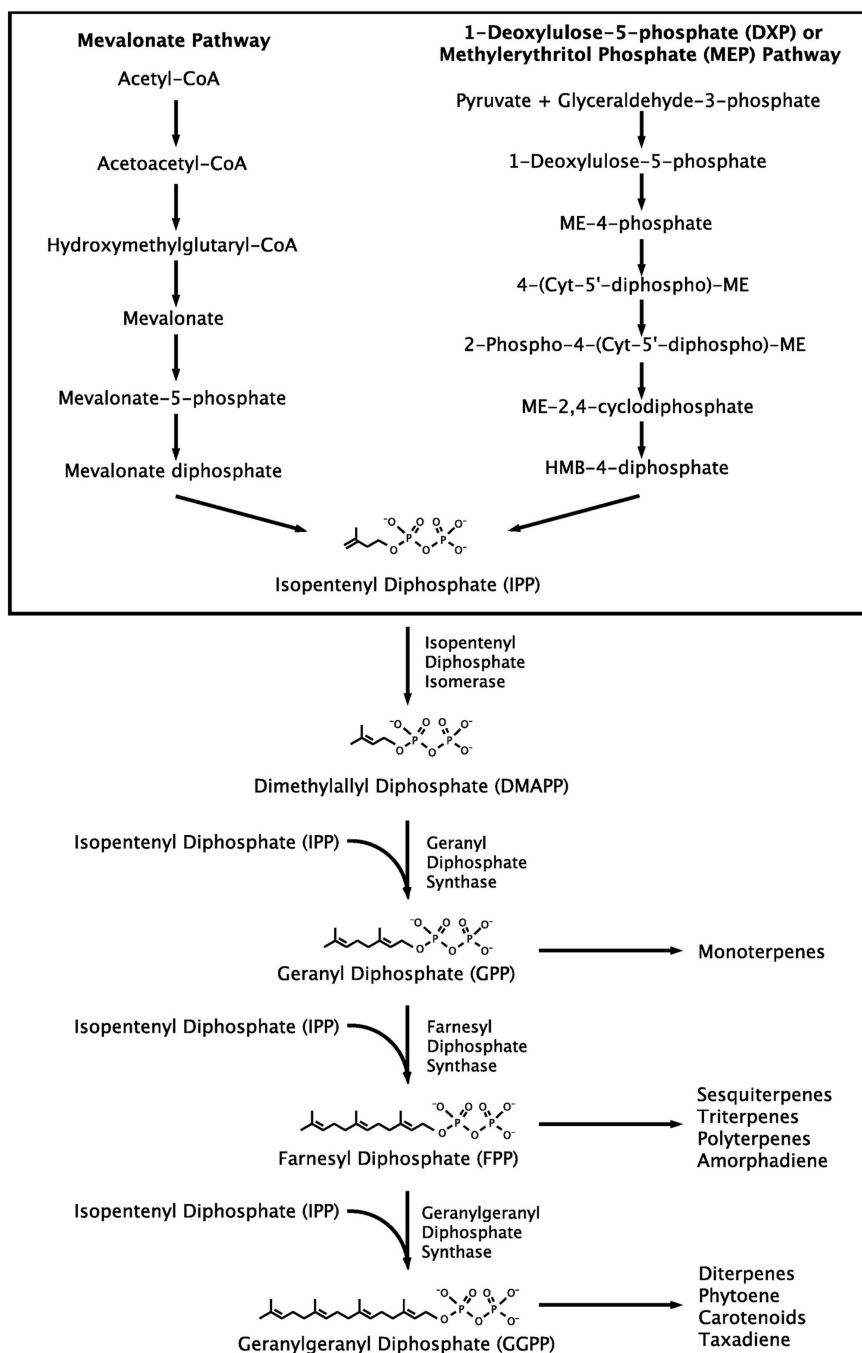 Mevalonate Pathway
Acetyl-CoA
Acetoacetyl-CoA
Hydroxymethylglutaryl-CoA
Mevalonate
Mevalonate-5-phosphate
Mevalonate diphosphate
1-Deoxylulose-5-phosphate (DXP) or
Methylerythritol Phosphate (MEP) Pathway
Pyruvate + Glyceraldehyde-3-phosphate
1-Deoxylulose-5-phosphate
ME-4-phosphate
4-(Cyt-5'-diphospho)-ME
2-Phospho-4-(Cyt-5'-diphospho)-ME
ME-2,4-cyclodiphosphate
HMB-4-diphosphate
⁻O O O O⁻
P P
O O O⁻
Isopentenyl Diphosphate (IPP)
Isopentenyl
Diphosphate
Isomerase
⁻O O O O⁻
P P
O O O⁻
Dimethylallyl Diphosphate (DMAPP)
Isopentenyl Diphosphate (IPP)
Geranyl
Diphosphate
Synthase
⁻O O O O⁻
P P
O O O⁻
Geranyl Diphosphate (GPP)
Monoterpenes
Isopentenyl Diphosphate (IPP)
Farnesyl
Diphosphate
Synthase
⁻O O O O⁻
P P
O O O⁻
Farnesyl Diphosphate (FPP)
Sesquiterpenes
Triterpenes
Polyterpenes
Amorphadiene
Isopentenyl Diphosphate (IPP)
Geranylgeranyl
Diphosphate
Synthase
⁻O O O O⁻
P P
O O O⁻
Geranylgeranyl Diphosphate (GGPP)
Diterpenes
Phytoene
Carotenoids
Taxadiene